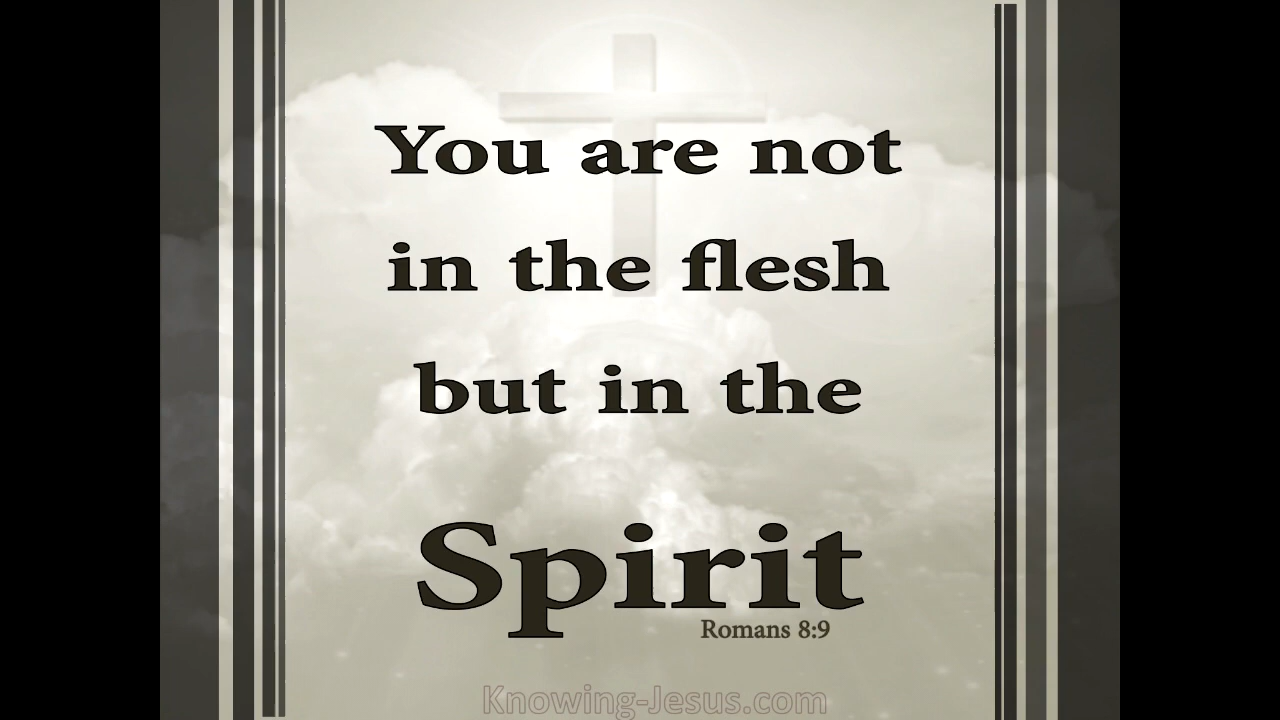 You are not
in the flesh
but in the
Spirit
Romans 8:9
Knowing-Jesus.com